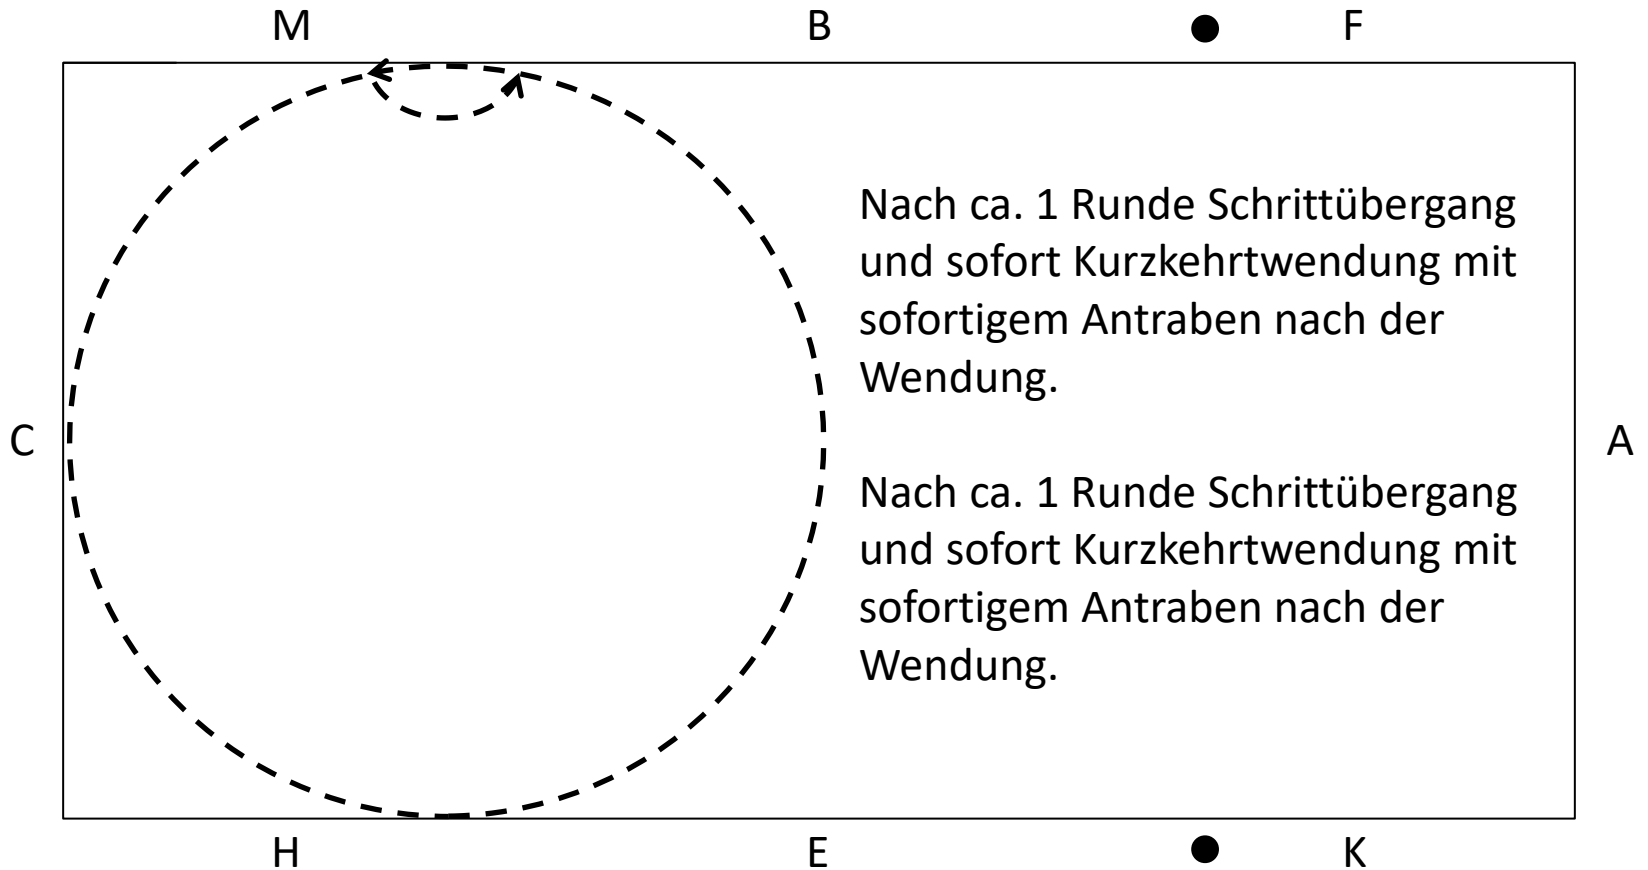 M B F
Nach ca. 1 Runde Schrittübergang
und sofort Kurzkehrtwendung mit
sofortigem Antraben nach der
Wendung.
C A
Nach ca. 1 Runde Schrittübergang
und sofort Kurzkehrtwendung mit
sofortigem Antraben nach der
Wendung.
H E K